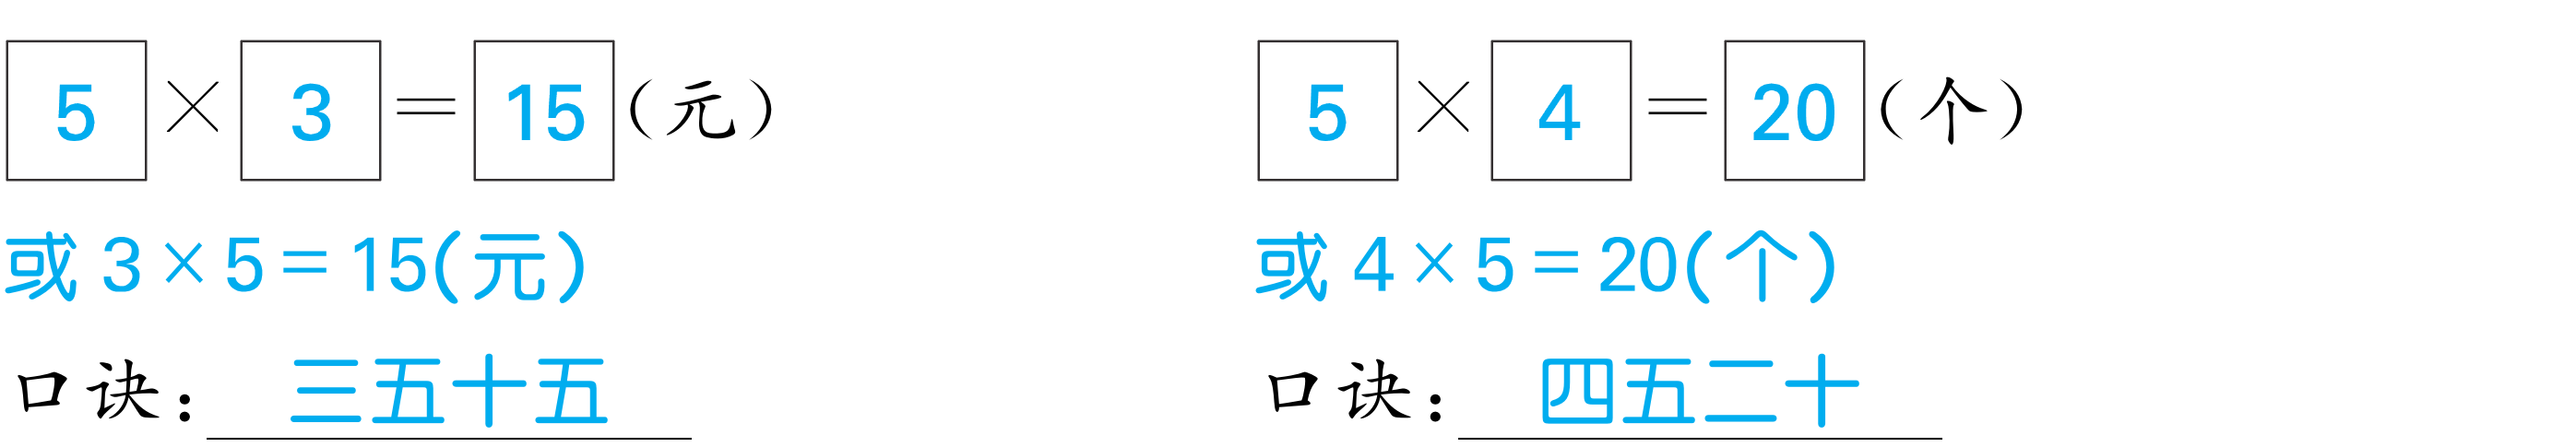 5 × 3 = 15 (元) 5 × 4 = 20 (个)
或 3 × 5 = 15(元) 或 4 × 5 = 20(个)
口诀: 三五十五 口诀: 四五二十